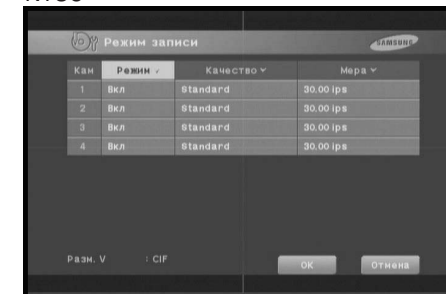 Режим записи SAMSUNG
Кам Режим Качество Мера
1 Вкл Standard 30.00 ips
2 Вкл Standard 30.00 ips
3 Вкл Standard 30.00 ips
4 Вкл Standard 30.00 ips
Разм. V : CIF OK Отмена